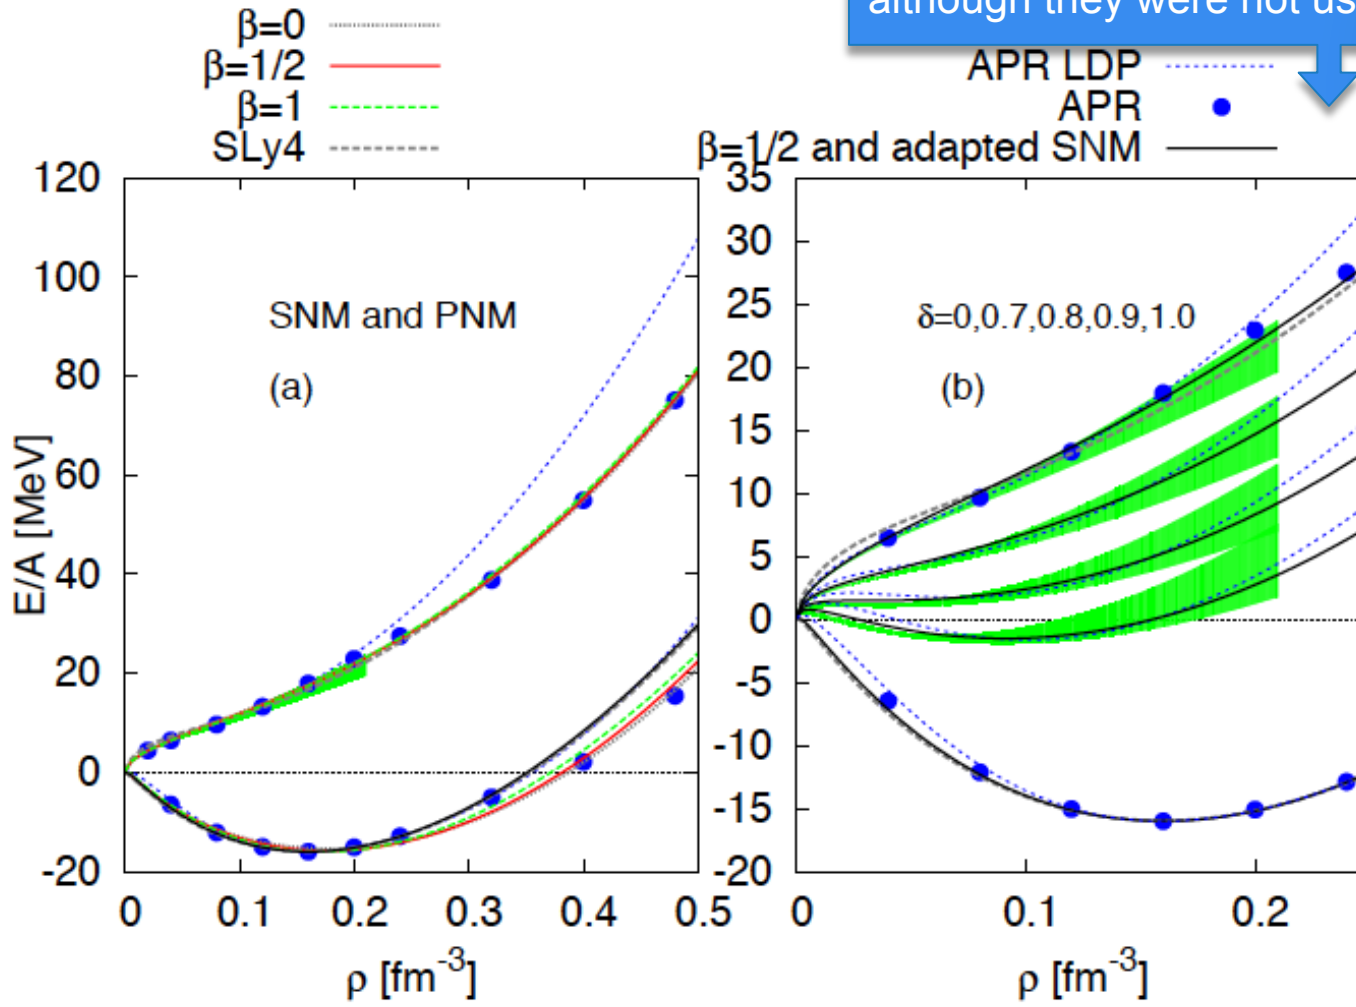 although they were not us
β=0
β=1/2
β=1
SLy4
APR LDP
APR
β=1/2 and adapted SNM
120
100
80
60
40
20
0
-20
E/A [MeV]
SNM and PNM
(a)
0 0.1 0.2 0.3 0.4 0.5
ρ [fm⁻³]
35
30
25
20
15
10
5
0
-5
-10
-15
-20
δ=0,0.7,0.8,0.9,1.0
(b)
0 0.1 0.2
ρ [fm⁻³]